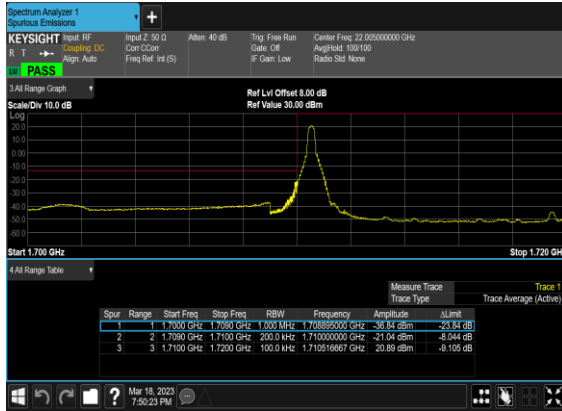 Spectrum Analyzer 1
Spurious Emissions
KEYSIGHT Input: RF Input Z: 50 Ω Atten: 40 dB Trig: Free Run Center Freq: 22.005000000 GHz
R T Coupling: DC Corr CCorr Gate: Off Avg|Hold: 100/100
Align: Auto Freq Ref: Int (S) IF Gain: Low Radio Std: None
PASS
3 All Range Graph Ref Lvl Offset 8.00 dB
Scale/Div 10.0 dB Ref Value 30.00 dBm
Log
20.0
10.0
0.00
-10.0
-20.0
-30.0
-40.0
-50.0
-60.0
Start 1.700 GHz Stop 1.720 GH
4 All Range Table
Measure Trace Trace 1
Trace Type Trace Average (Active)
Spur Range Start Freq Stop Freq RBW Frequency Amplitude ΔLimit
1 1 1.7000 GHz 1.7090 GHz 1.000 MHz 1.708895000 GHz -36.84 dBm -23.84 dB
2 2 1.7090 GHz 1.7100 GHz 200.0 kHz 1.710000000 GHz -21.04 dBm -8.044 dB
3 3 1.7100 GHz 1.7200 GHz 100.0 kHz 1.710516667 GHz 20.89 dBm -9.105 dB
? Mar 18, 2023
7:50:23 PM